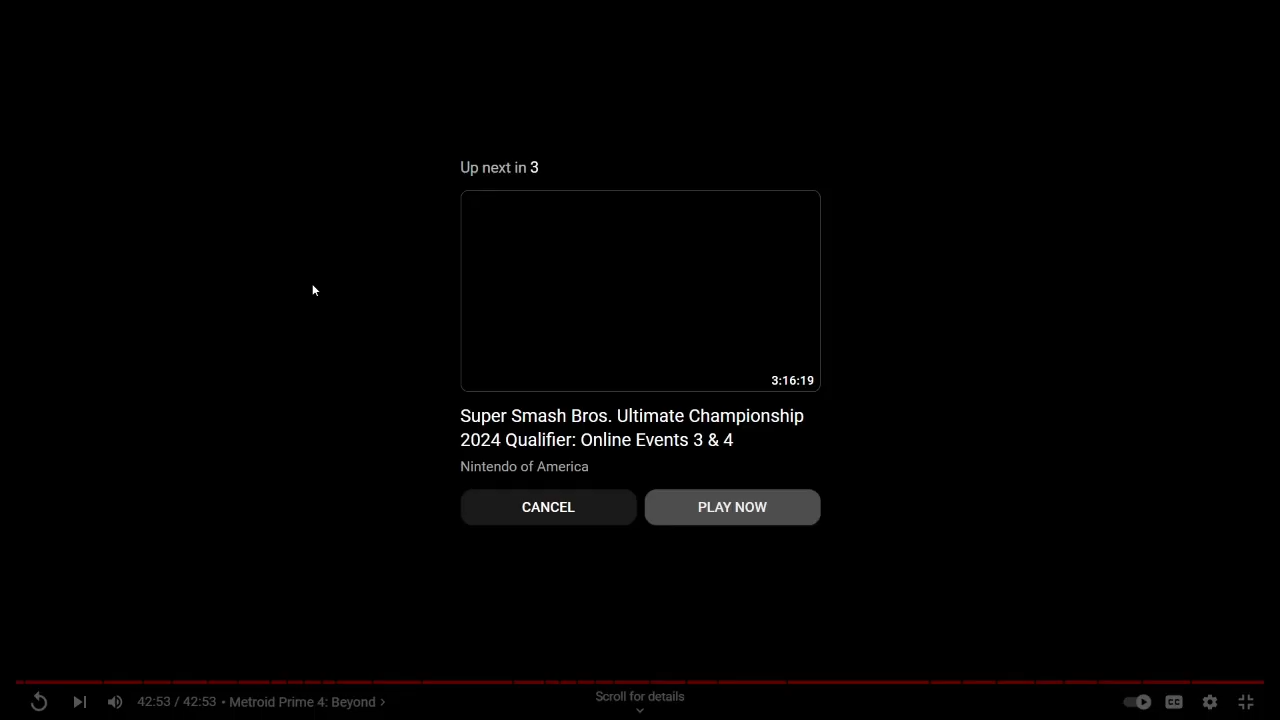 Up next in 3
3:16:19
Super Smash Bros. Ultimate Championship
2024 Qualifier: Online Events 3 & 4
Nintendo of America
CANCEL
PLAY NOW
42:53 / 42:53 • Metroid Prime 4: Beyond >
Scroll for details
CC